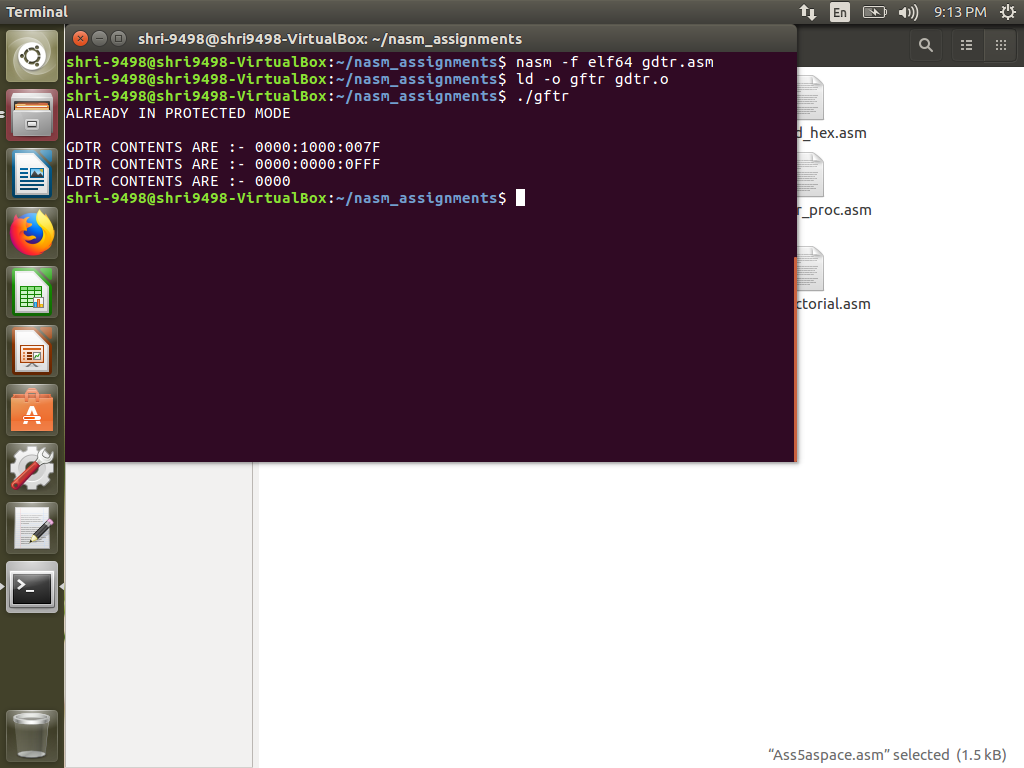 Terminal
En
9:13 PM
shri-9498@shri9498-VirtualBox: ~/nasm_assignments
shri-9498@shri9498-VirtualBox:~/nasm_assignments$ nasm -f elf64 gdtr.asm
shri-9498@shri9498-VirtualBox:~/nasm_assignments$ ld -o gftr gdtr.o
shri-9498@shri9498-VirtualBox:~/nasm_assignments$ ./gftr
ALREADY IN PROTECTED MODE
GDTR CONTENTS ARE :- 0000:1000:007F
IDTR CONTENTS ARE :- 0000:0000:0FFF
LDTR CONTENTS ARE :- 0000
shri-9498@shri9498-VirtualBox:~/nasm_assignments$
d_hex.asm
r_proc.asm
ctorial.asm
“Ass5aspace.asm” selected (1.5 kB)